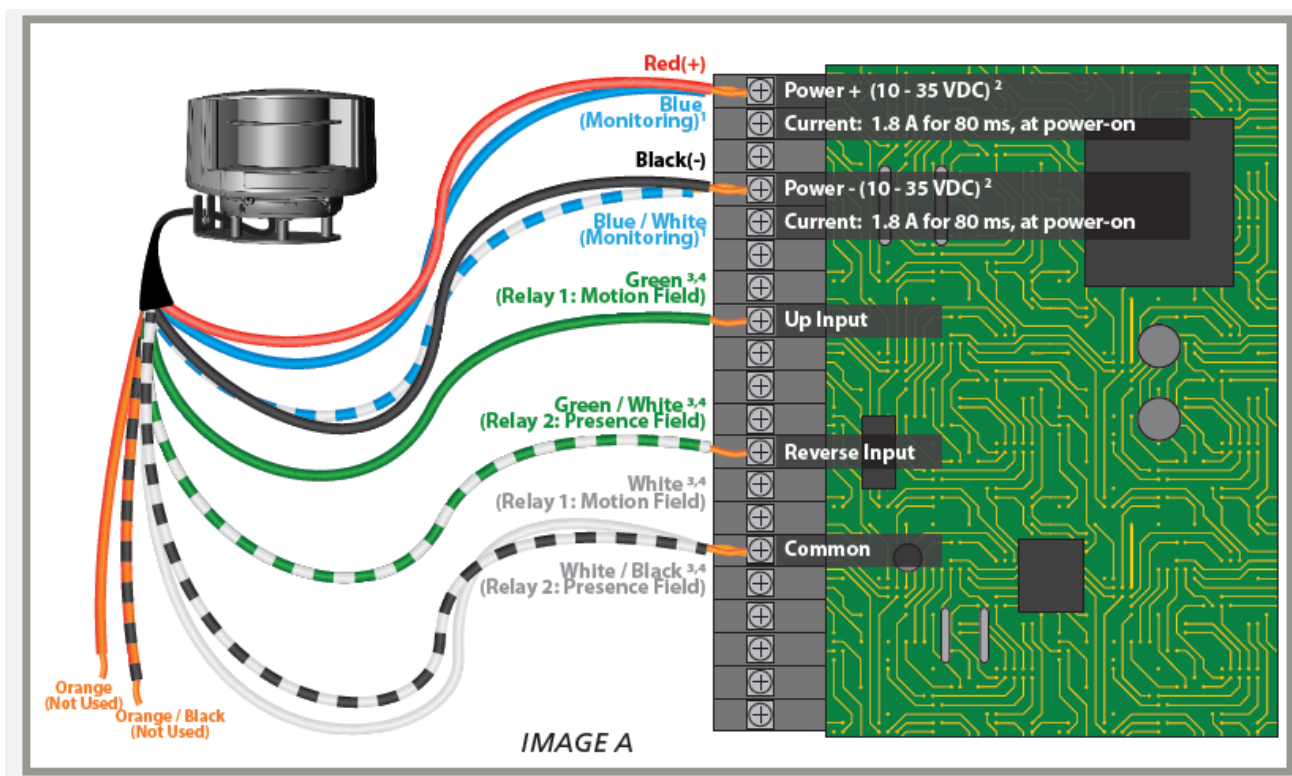 Red(+)
Blue
(Monitoring)¹
Black(-)
Blue / White
(Monitoring)¹
Green ³,⁴
(Relay 1: Motion Field)
Green / White ³,⁴
(Relay 2: Presence Field)
White ³,⁴
(Relay 1: Motion Field)
White / Black ³,⁴
(Relay 2: Presence Field)
Power + (10 - 35 VDC) ²
Current: 1.8 A for 80 ms, at power-on
Power - (10 - 35 VDC) ²
Current: 1.8 A for 80 ms, at power-on
Up Input
Reverse Input
Common
Orange
(Not Used)
Orange / Black
(Not Used)
IMAGE A